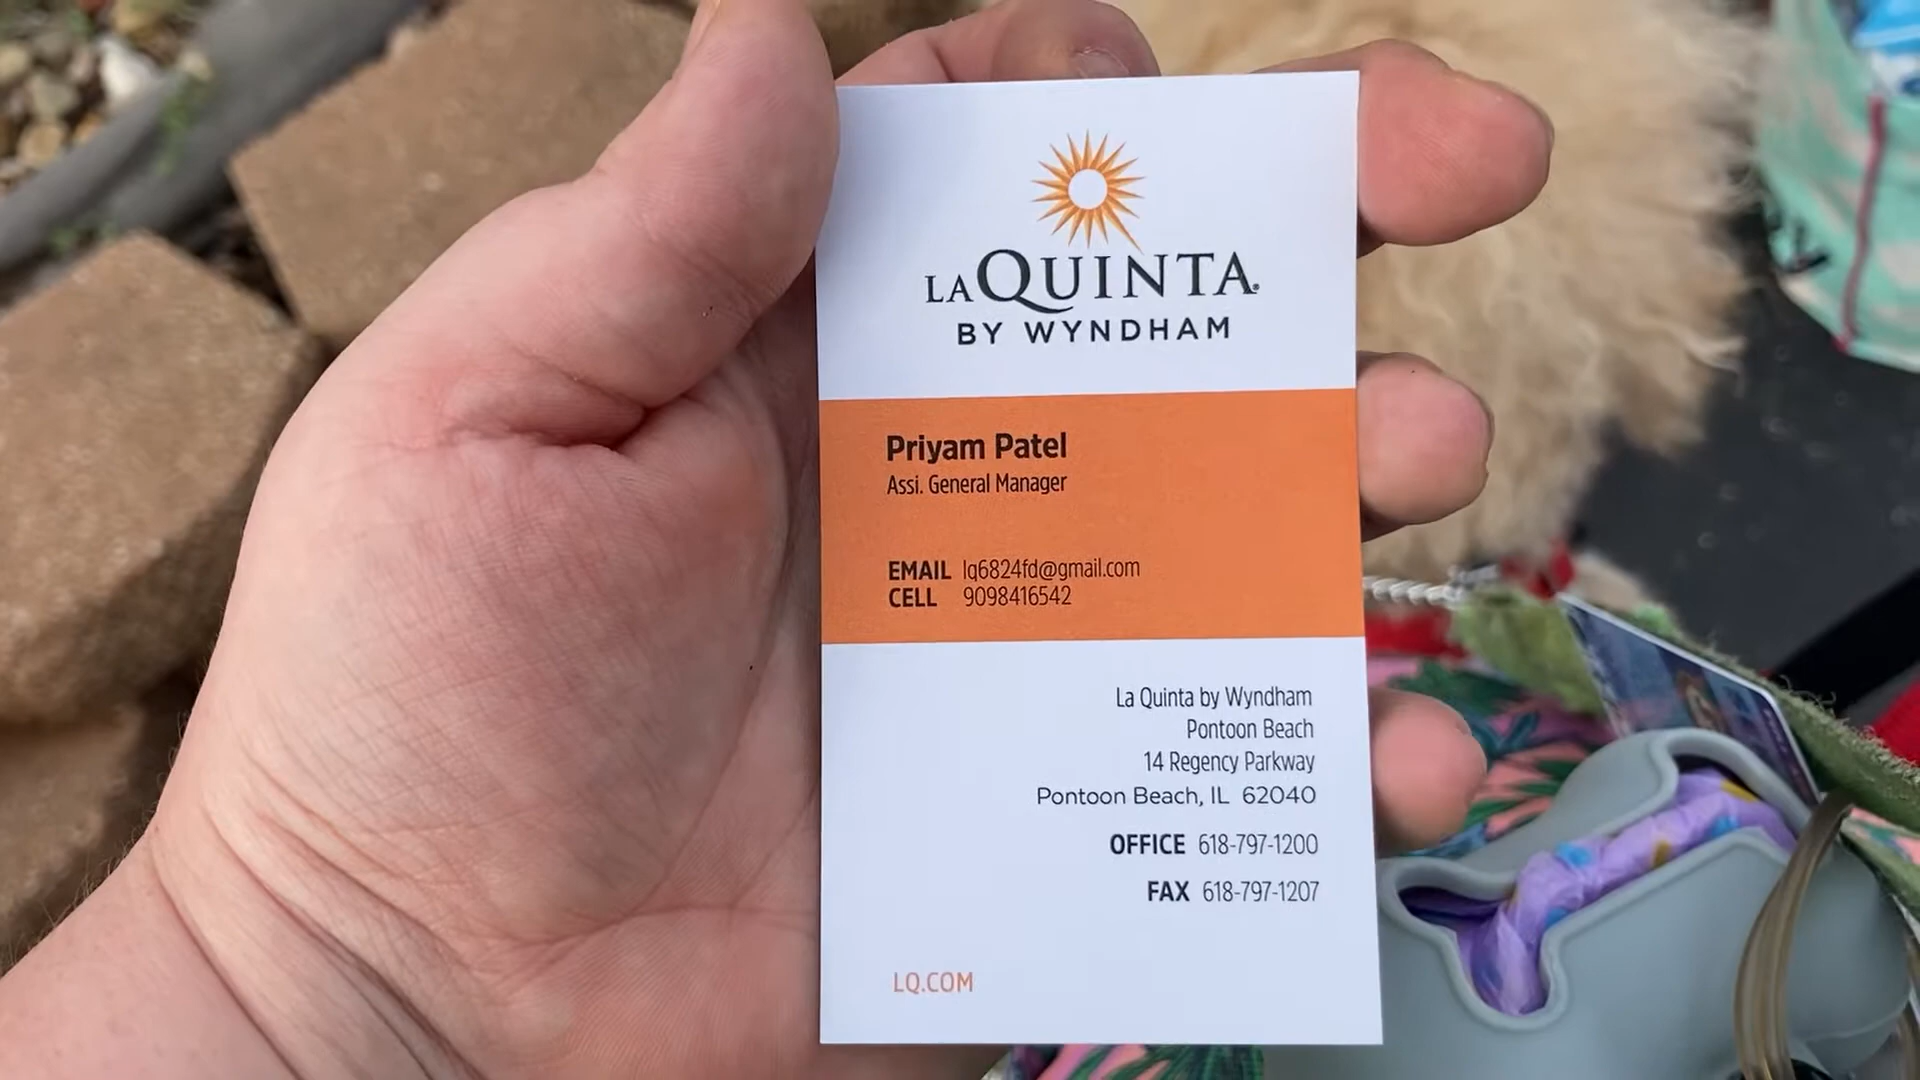 LA QUINTA.
BY WYNDHAM
Priyam Patel
Assi. General Manager
EMAIL lq6824fd@gmail.com
CELL 9098416542
La Quinta by Wyndham
Pontoon Beach
14 Regency Parkway
Pontoon Beach, IL 62040
OFFICE 618-797-1200
FAX 618-797-1207
LQ.COM